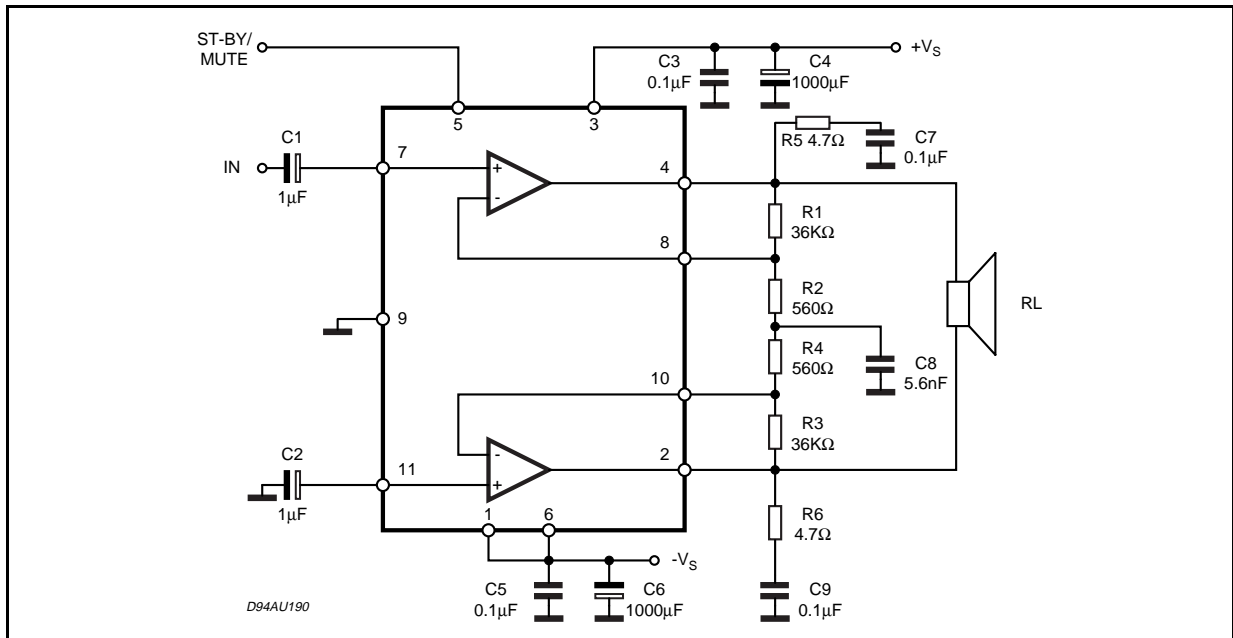 ST-BY/
MUTE
+VS
C3
0.1μF
C4
1000μF
5
3
R5 4.7Ω
C7
0.1μF
C1
IN
1μF
7
+
-
4
R1
36KΩ
8
R2
560Ω
RL
9
R4
560Ω
C8
5.6nF
10
R3
36KΩ
C2
1μF
11
-
+
2
R6
4.7Ω
1
6
-VS
C5
0.1μF
C6
1000μF
C9
0.1μF
D94AU190